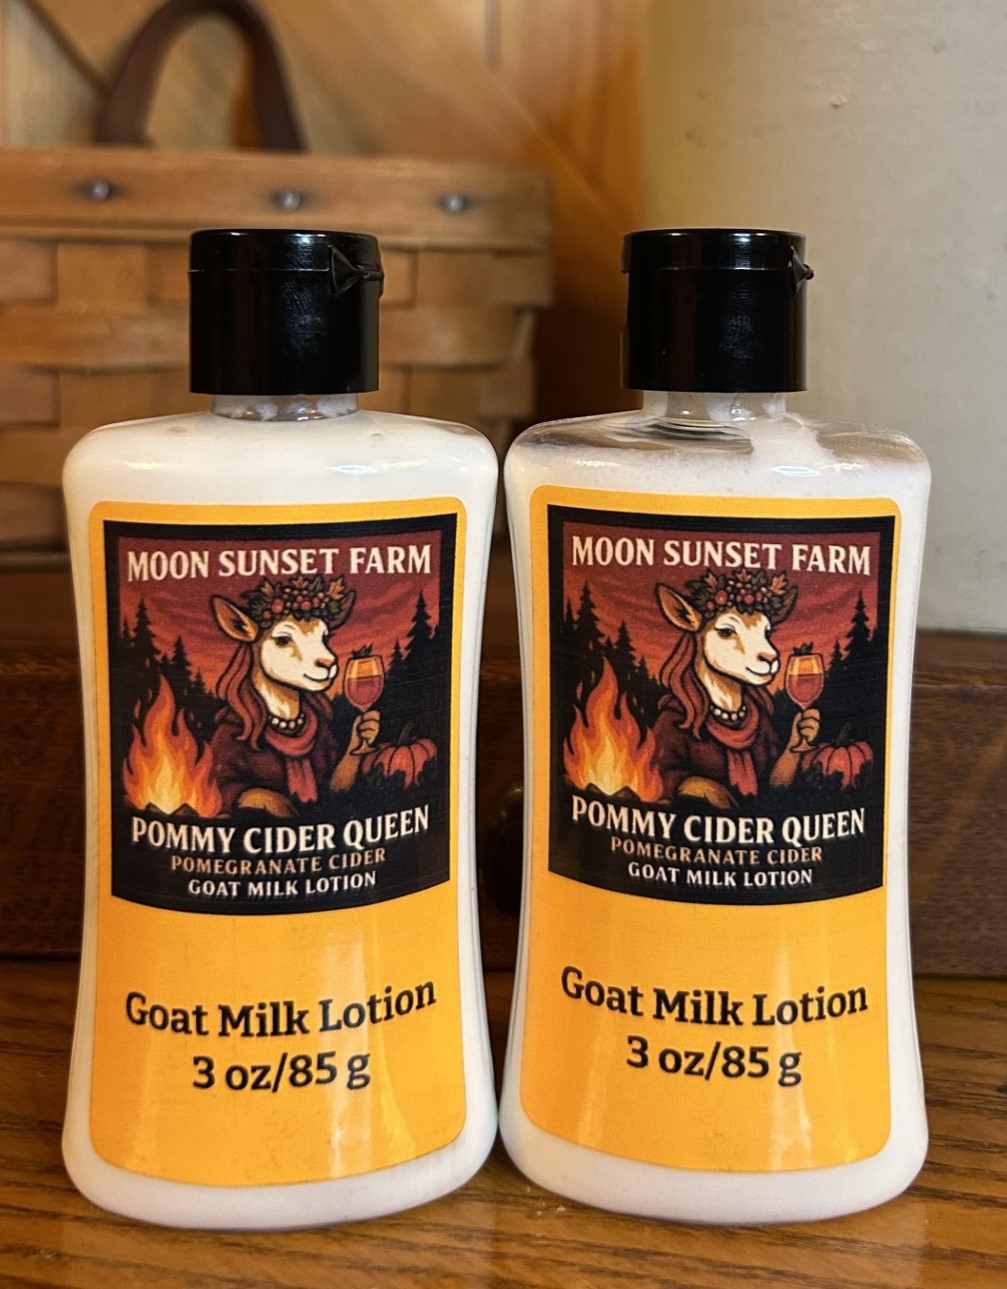 MOON SUNSET FARM
POMMY CIDER QUEEN
POMEGRANATE CIDER
GOAT MILK LOTION
Goat Milk Lotion
3 oz/85 g
MOON SUNSET FARM
POMMY CIDER QUEEN
POMEGRANATE CIDER
GOAT MILK LOTION
Goat Milk Lotion
3 oz/85 g